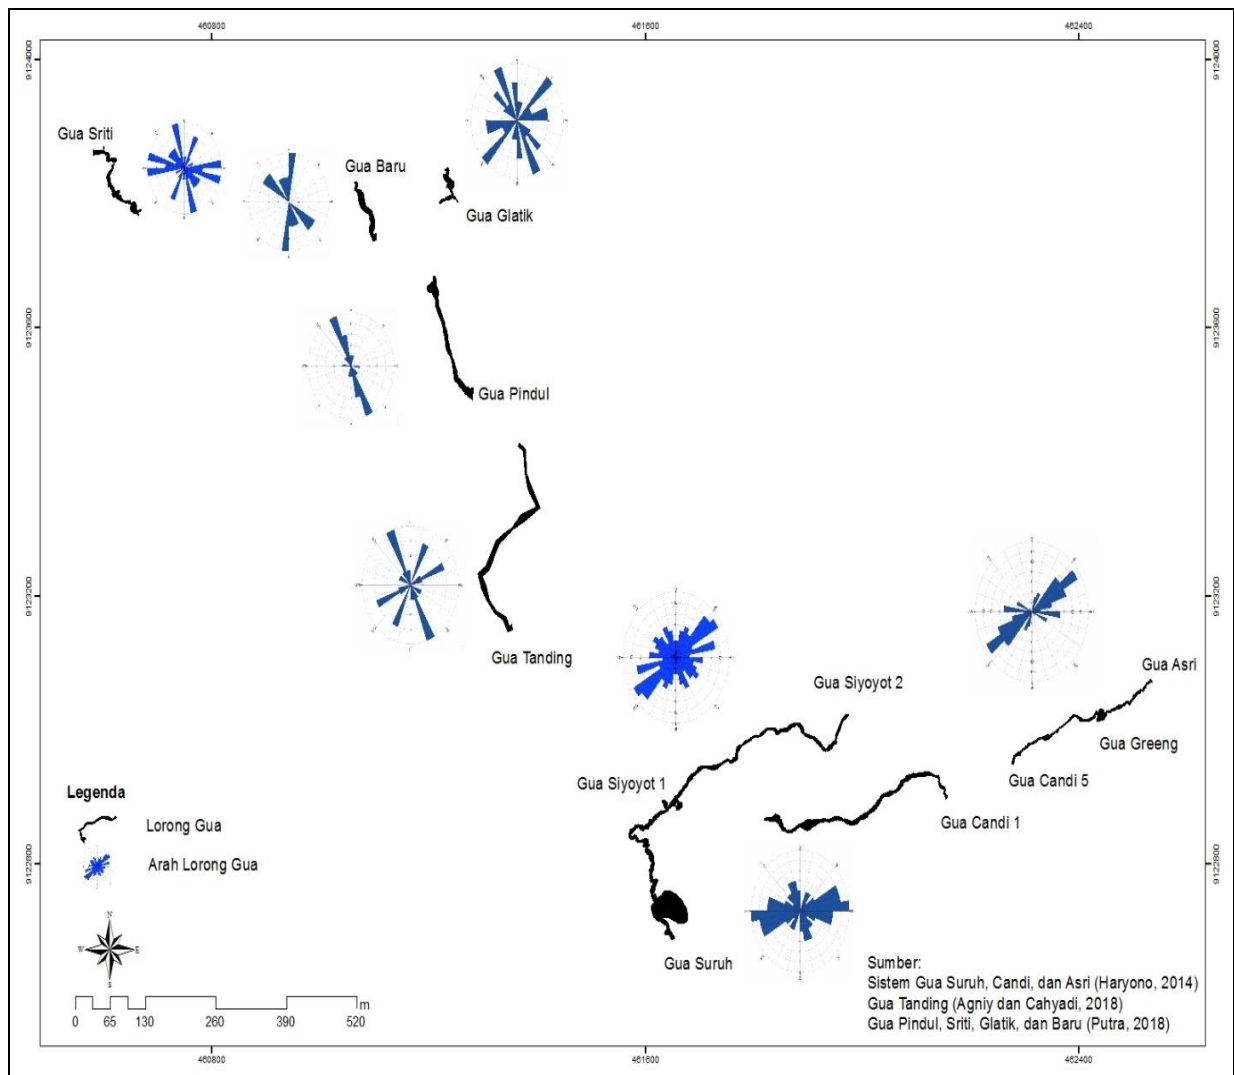 460800 461600 462400
9124000 9124000
Gua Sriti
Gua Baru
Gua Glatik
9123600 9123600
Gua Pindul
9123200 9123200
Gua Tanding
Gua Asri
Gua Siyoyot 2
Gua Greeng
Gua Siyoyot 1
Gua Candi 5
Gua Candi 1
Legenda
Lorong Gua
Arah Lorong Gua
9122800 9122800
N
W E
S
Gua Suruh
Sumber:
Sistem Gua Suruh, Candi, dan Asri (Haryono, 2014)
Gua Tanding (Agniy dan Cahyadi, 2018)
Gua Pindul, Sriti, Glatik, dan Baru (Putra, 2018)
m
0 65 130 260 390 520
460800 461600 462400